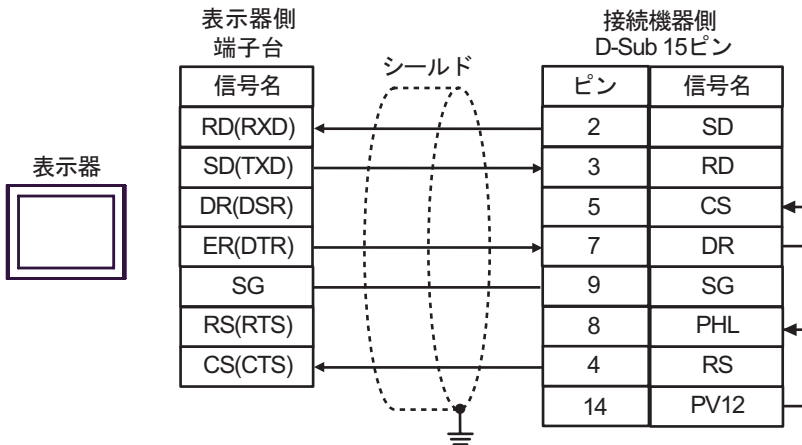 表示器側
端子台
接続機器側
D-Sub 15ピン
シールド
表示器
信号名
RD(RXD)
SD(TXD)
DR(DSR)
ER(DTR)
SG
RS(RTS)
CS(CTS)
ピン 信号名
2 SD
3 RD
5 CS
7 DR
9 SG
8 PHL
4 RS
14 PV12